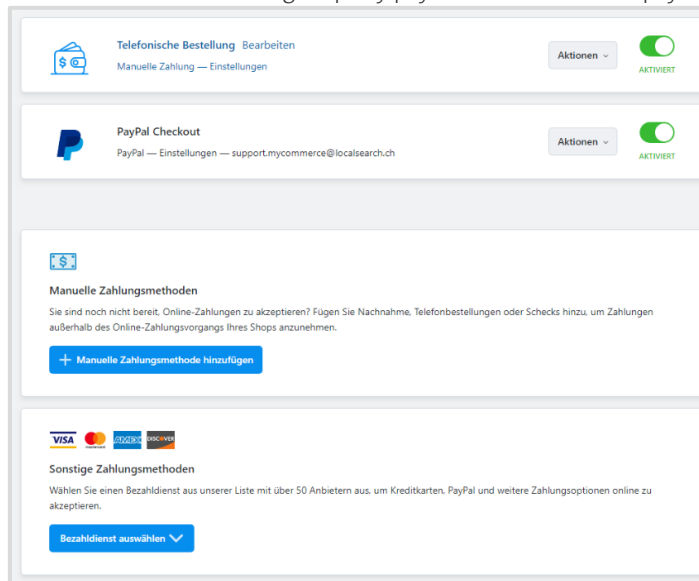 Telefonische Bestellung Bearbeiten
Manuelle Zahlung — Einstellungen
Aktionen
AKTIVIERT
PayPal Checkout
PayPal — Einstellungen — support.mycommerce@localsearch.ch
Aktionen
AKTIVIERT
Manuelle Zahlungsmethoden
Sie sind noch nicht bereit, Online-Zahlungen zu akzeptieren? Fügen Sie Nachnahme, Telefonbestellungen oder Schecks hinzu, um Zahlungen
außerhalb des Online-Zahlungsvorgangs Ihres Shops anzunehmen.
+ Manuelle Zahlungsmethode hinzufügen
VISA AMEX DISCOVER
Sonstige Zahlungsmethoden
Wählen Sie einen Bezahldienst aus unserer Liste mit über 50 Anbietern aus, um Kreditkarten, PayPal und weitere Zahlungsoptionen online zu
akzeptieren.
Bezahldienst auswählen